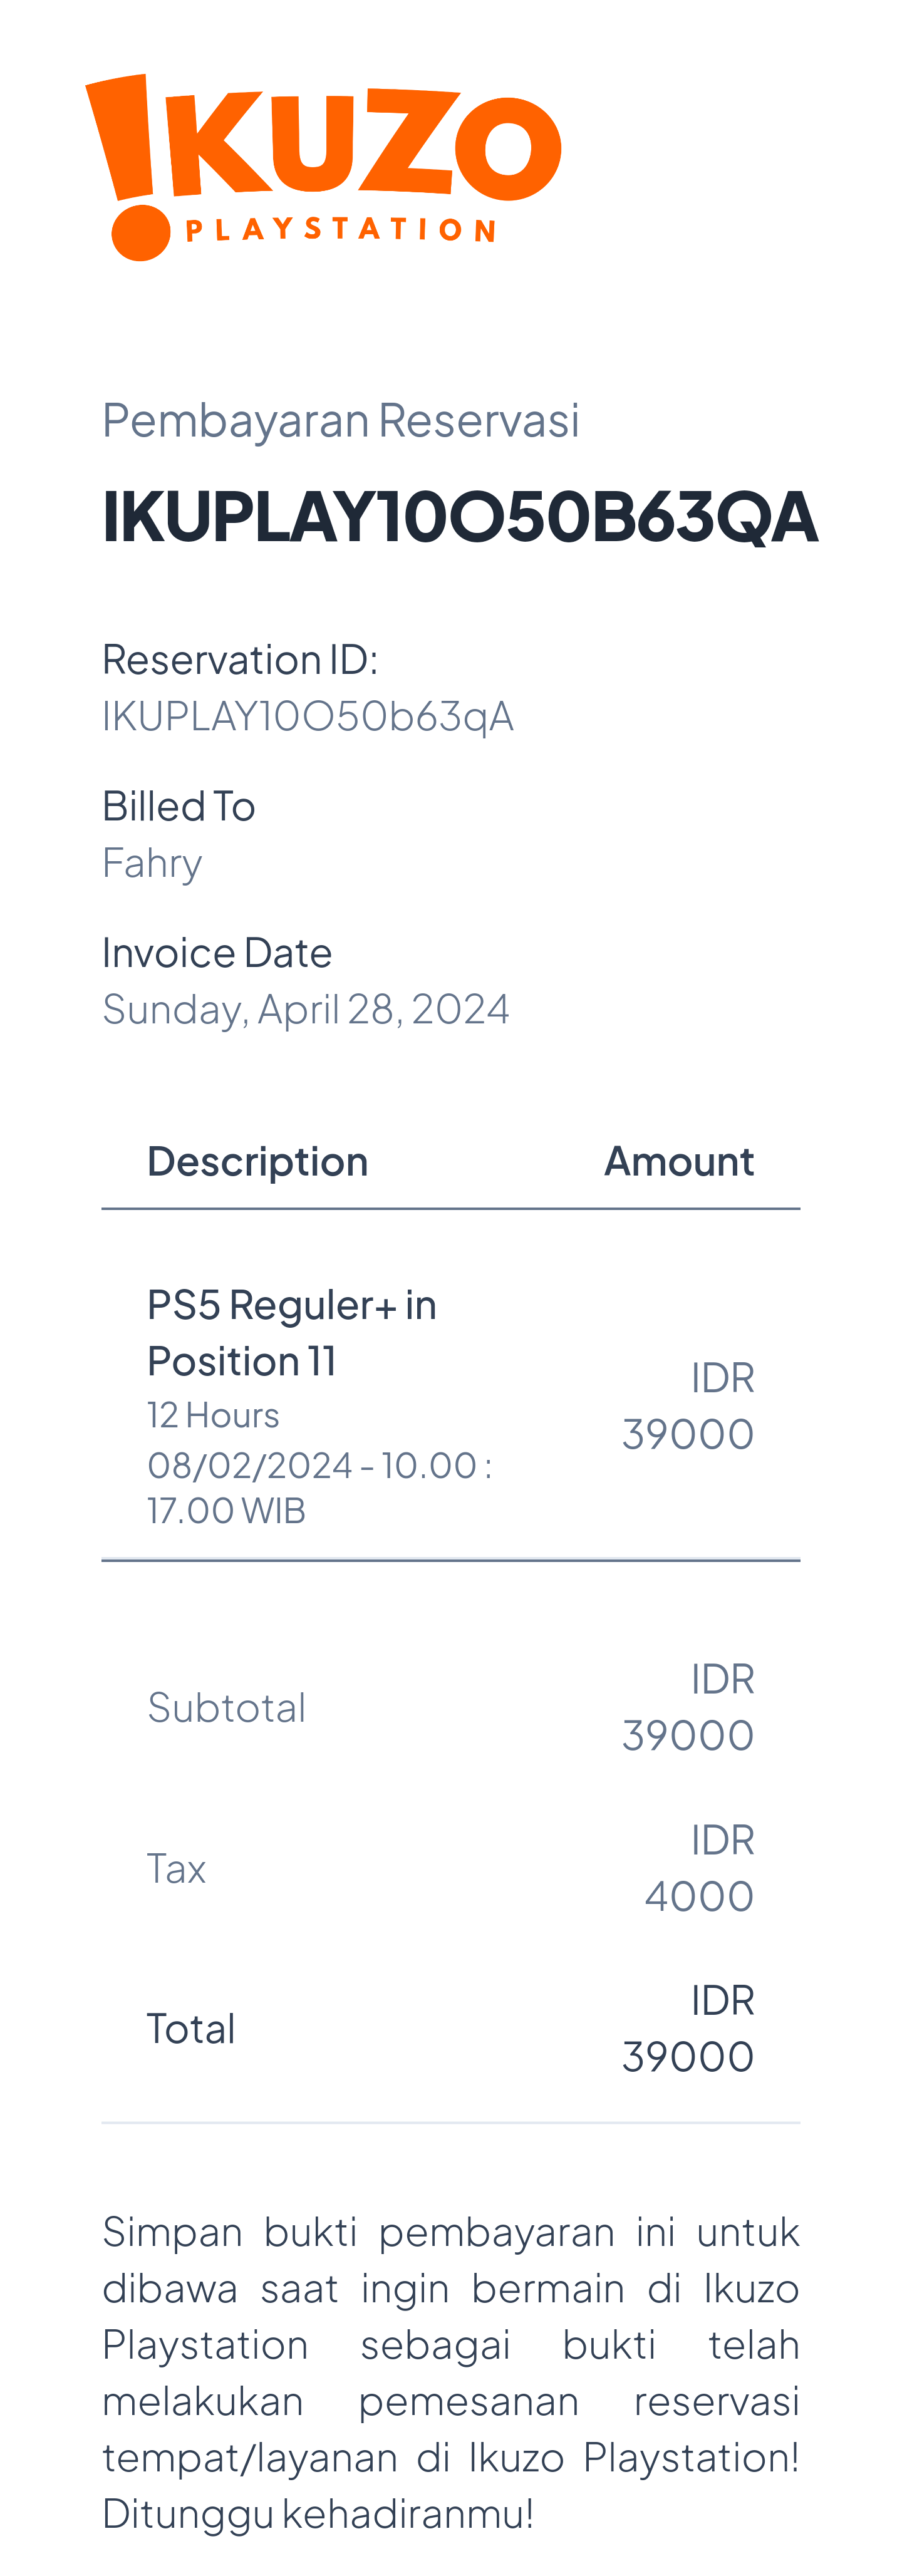 !KUZO
PLAYSTATION
Pembayaran Reservasi
IKUPLAY10O50B63QA
Reservation ID:
IKUPLAY10O50b63qA
Billed To
Fahry
Invoice Date
Sunday, April 28, 2024
Description Amount
PS5 Reguler+ in
Position 11
12 Hours
08/02/2024 - 10.00 :
17.00 WIB
IDR
39000
Subtotal
IDR
39000
Tax
IDR
4000
Total
IDR
39000
Simpan bukti pembayaran ini untuk
dibawa saat ingin bermain di Ikuzo
Playstation sebagai bukti telah
melakukan pemesanan reservasi
tempat/layanan di Ikuzo Playstation!
Ditunggu kehadiranmu!